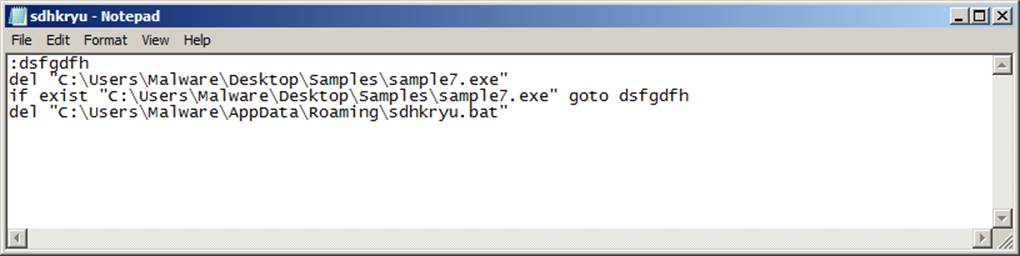 sdhkryu - Notepad
File Edit Format View Help
:dsfgdfh
del "C:\Users\Malware\Desktop\Samples\sample7.exe"
if exist "C:\Users\Malware\Desktop\Samples\sample7.exe" goto dsfgdfh
del "C:\Users\Malware\AppData\Roaming\sdhkryu.bat"